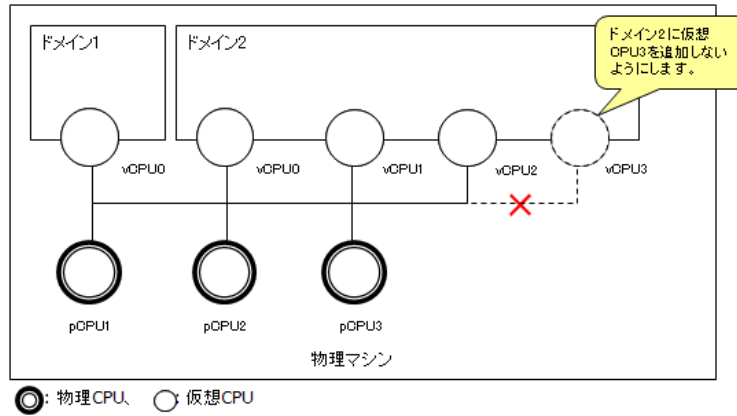 ドメイン1
ドメイン2
ドメイン2に仮想
CPU3を追加しない
ようにします。
vCPU0
vCPU0
vCPU1
vCPU2
vCPU3
pCPU1
pCPU2
pCPU3
物理マシン
: 物理CPU、
: 仮想CPU